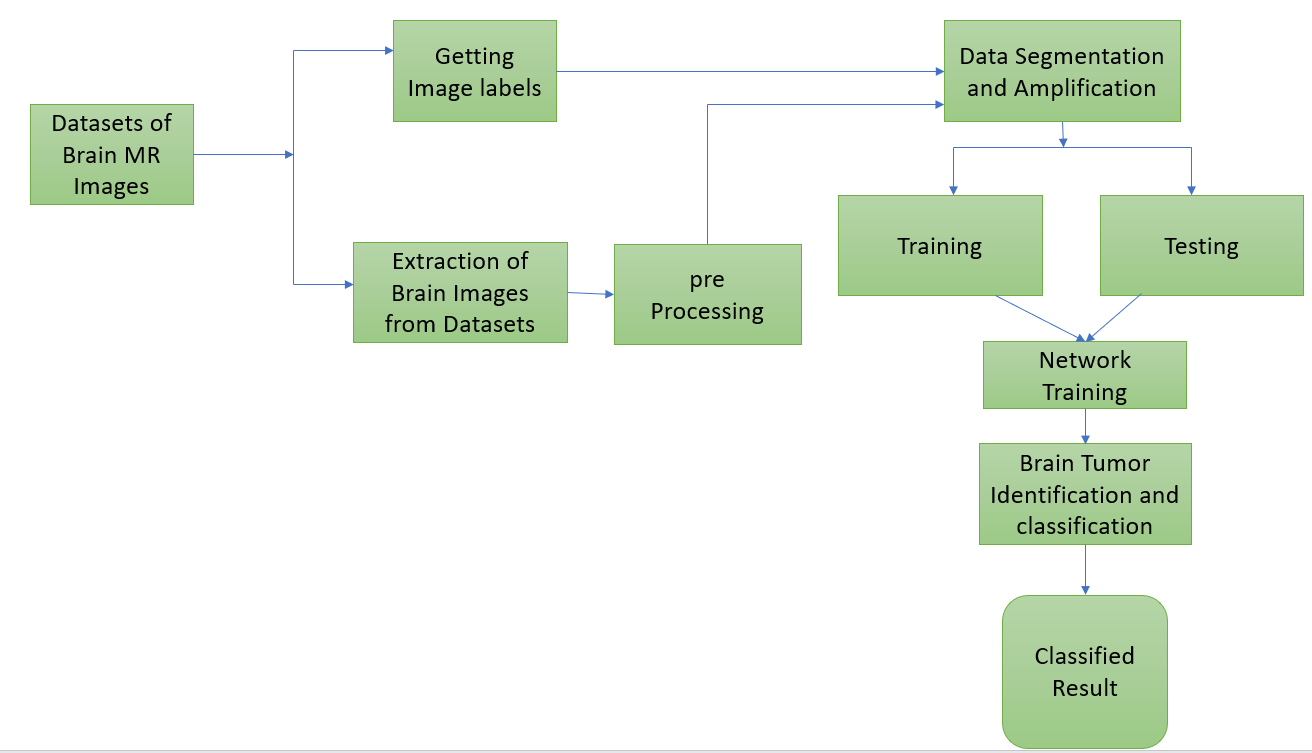 Datasets of
Brain MR
Images
Getting
Image labels
Extraction of
Brain Images
from Datasets
pre
Processing
Data Segmentation
and Amplification
Training
Testing
Network
Training
Brain Tumor
Identification and
classification
Classified
Result